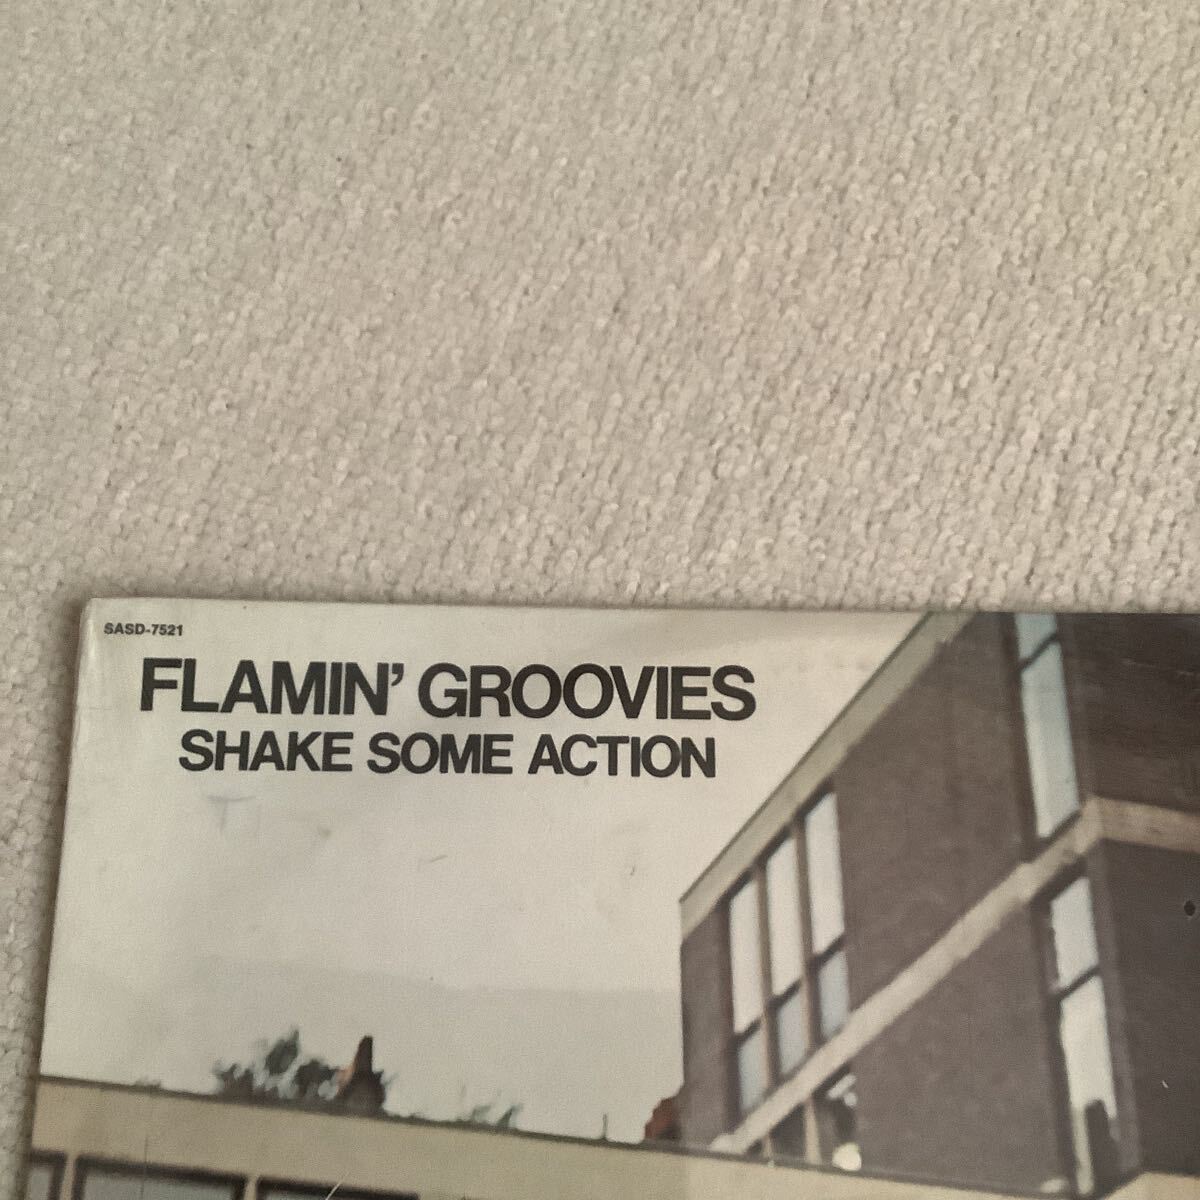 SASD-7521
FLAMIN' GROOVIES
SHAKE SOME ACTION